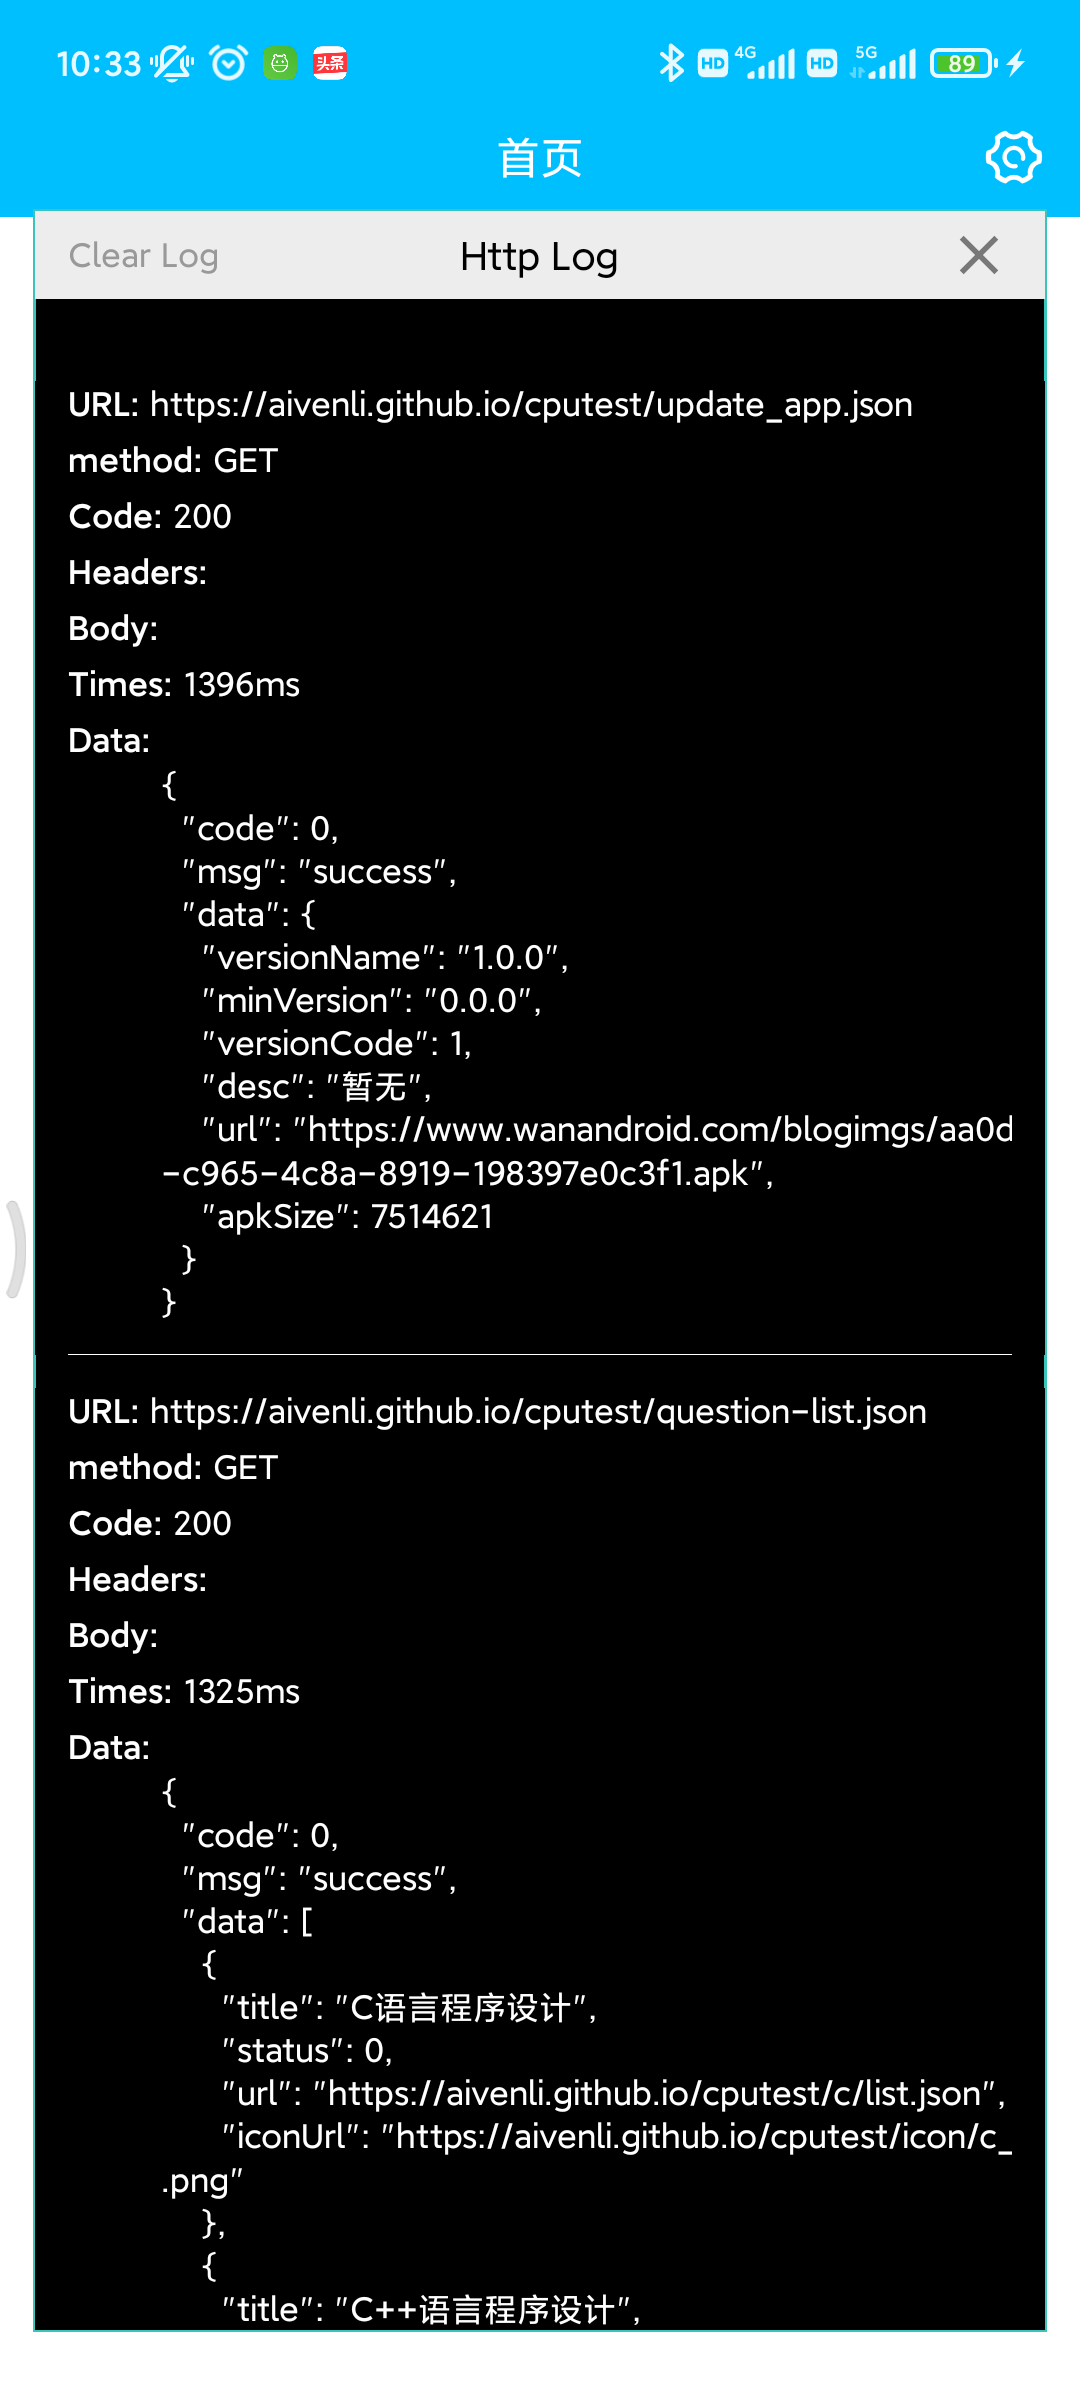 10:33 头条 HD 4G HD 5G 89
首页
Clear Log Http Log
URL: https://aivenli.github.io/cputest/update_app.json
method: GET
Code: 200
Headers:
Body:
Times: 1396ms
Data:
{
"code": 0,
"msg": "success",
"data": {
"versionName": "1.0.0",
"minVersion": "0.0.0",
"versionCode": 1,
"desc": "暂无",
"url": "https://www.wanandroid.com/blogimgs/aa0d
-c965-4c8a-8919-198397e0c3f1.apk",
"apkSize": 7514621
}
}
URL: https://aivenli.github.io/cputest/question-list.json
method: GET
Code: 200
Headers:
Body:
Times: 1325ms
Data:
{
"code": 0,
"msg": "success",
"data": [
{
"title": "C语言程序设计",
"status": 0,
"url": "https://aivenli.github.io/cputest/c/list.json",
"iconUrl": "https://aivenli.github.io/cputest/icon/c_
.png"
},
{
"title": "C++语言程序设计",